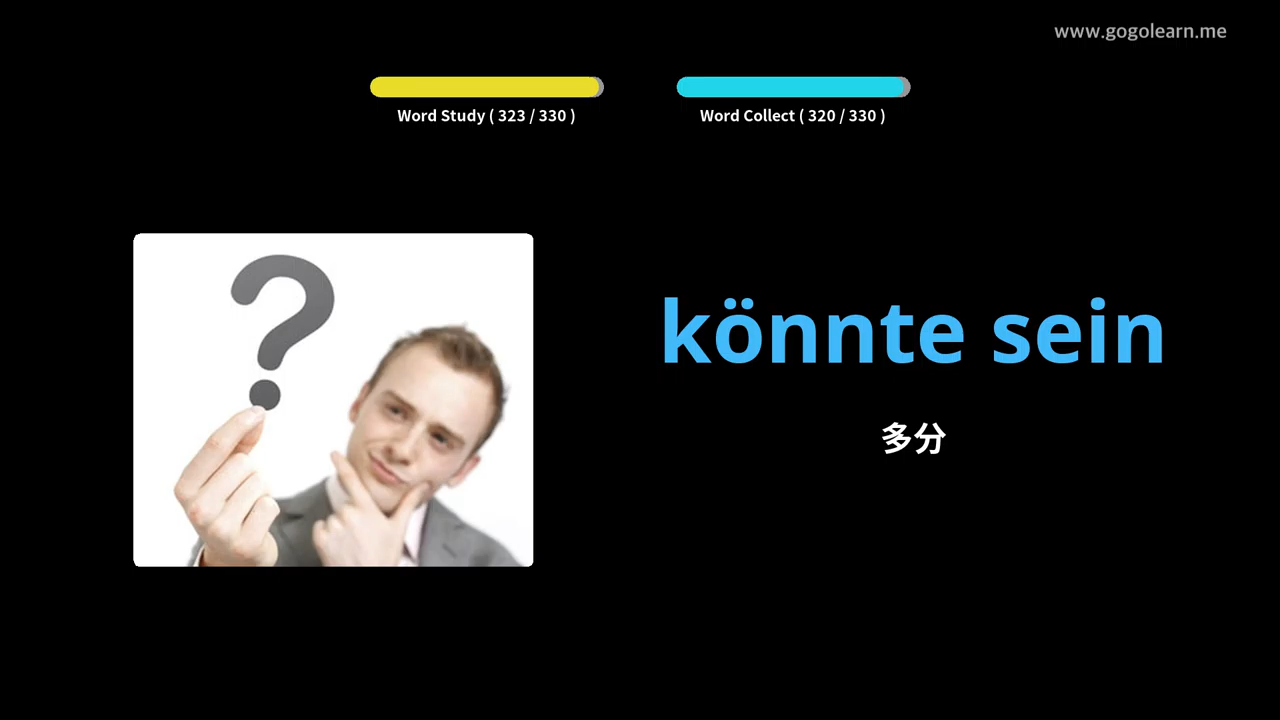 www.gogolearn.me
Word Study ( 323 / 330 )
Word Collect ( 320 / 330 )
?
könnte sein
多分